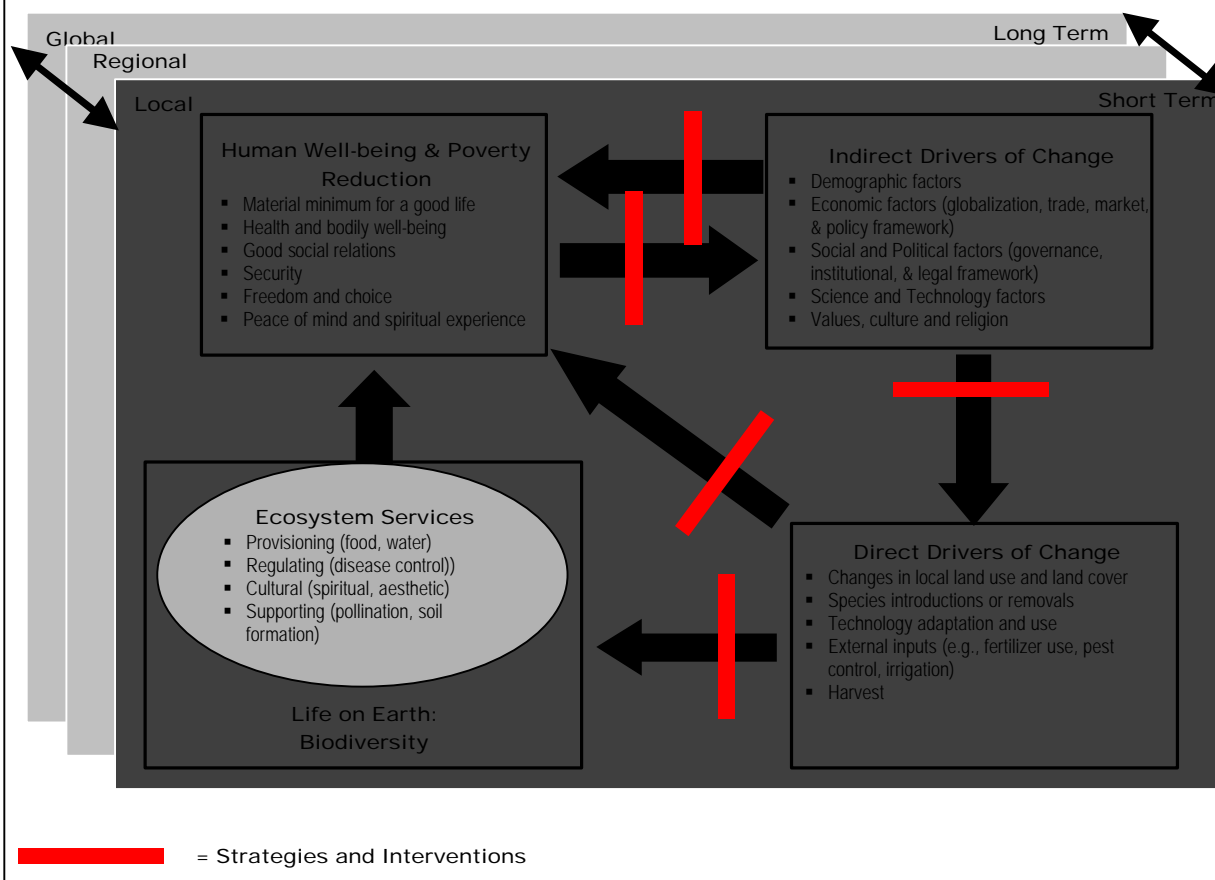 Global
Long Term
Regional
Local
Short Term
Human Well-being & Poverty
Reduction
▪ Material minimum for a good life
▪ Health and bodily well-being
▪ Good social relations
▪ Security
▪ Freedom and choice
▪ Peace of mind and spiritual experience
Indirect Drivers of Change
▪ Demographic factors
▪ Economic factors (globalization, trade, market,
& policy framework)
▪ Social and Political factors (governance,
institutional, & legal framework)
▪ Science and Technology factors
▪ Values, culture and religion
Ecosystem Services
▪ Provisioning (food, water)
▪ Regulating (disease control))
▪ Cultural (spiritual, aesthetic)
▪ Supporting (pollination, soil
formation)
Life on Earth:
Biodiversity
Direct Drivers of Change
▪ Changes in local land use and land cover
▪ Species introductions or removals
▪ Technology adaptation and use
▪ External inputs (e.g., fertilizer use, pest
control, irrigation)
▪ Harvest
= Strategies and Interventions